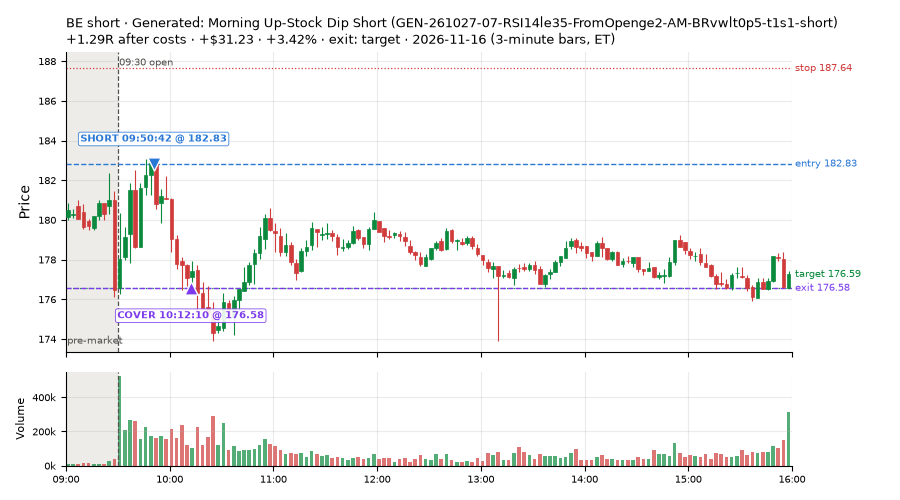 BE short · Generated: Morning Up-Stock Dip Short (GEN-261027-07-RSI14le35-FromOpenge2-AM-BRvwlt0p5-t1s1-short)
+1.29R after costs · +$31.23 · +3.42% · exit: target · 2026-11-16 (3-minute bars, ET)
188
09:30 open
stop 187.64
186
184
SHORT 09:50:42 @ 182.83
entry 182.83
182
Price
180
178
target 176.59
exit 176.58
176
COVER 10:12:10 @ 176.58
174
pre-market
Volume
400k
200k
0k
09:00
10:00
11:00
12:00
13:00
14:00
15:00
16:00